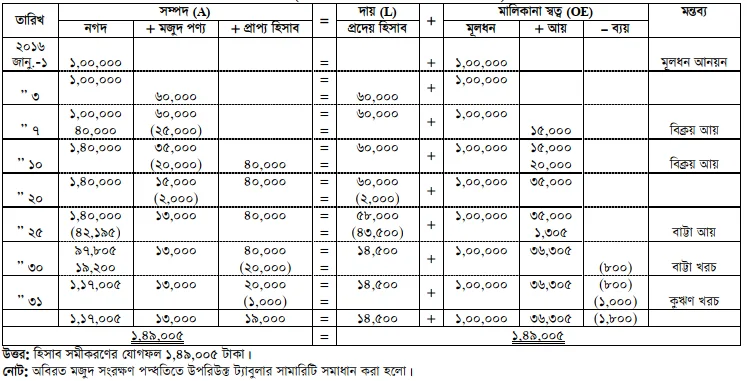 তারিখ সম্পদ (A) = দায় (L) + মালিকানা স্বত্ব (OE) মন্তব্য
নগদ + মজুদ পণ্য + প্রাপ্য হিসাব প্রদেয় হিসাব মূলধন + আয় – ব্যয়
২০১৬
জানু.-১ ১,০০,০০০ = + ১,০০,০০০ মূলধন আনয়ন
১,০০,০০০ = + ১,০০,০০০
” ৩ ৬০,০০০ = ৬০,০০০
১,০০,০০০ ৬০,০০০ = ৬০,০০০ + ১,০০,০০০
” ৭ ৪০,০০০ (২৫,০০০) = ১৫,০০০ বিক্রয় আয়
১,৪০,০০০ ৩৫,০০০ = ৬০,০০০ + ১,০০,০০০ ১৫,০০০
” ১০ (২০,০০০) ৪০,০০০ = ২০,০০০ বিক্রয় আয়
১,৪০,০০০ ১৫,০০০ ৪০,০০০ = ৬০,০০০ + ১,০০,০০০ ৩৫,০০০
” ২০ (২,০০০) = (২,০০০)
১,৪০,০০০ ১৩,০০০ ৪০,০০০ = ৫৮,০০০ + ১,০০,০০০ ৩৫,০০০
” ২৫ (৪২,১৯৫) = (৪৩,৫০০) ১,৩০৫ বাট্টা আয়
৯৭,৮০৫ ১৩,০০০ ৪০,০০০ = ১৪,৫০০ + ১,০০,০০০ ৩৬,৩০৫
” ৩০ ১৯,২০০ (২০,০০০) = (৮০০) বাট্টা খরচ
১,১৭,০০৫ ১৩,০০০ ২০,০০০ = ১৪,৫০০ + ১,০০,০০০ ৩৬,৩০৫ (৮০০)
” ৩১ (১,০০০) = (১,০০০) কুঋণ খরচ
১,১৭,০০৫ ১৩,০০০ ১৯,০০০ = ১৪,৫০০ + ১,০০,০০০ ৩৬,৩০৫ (১,৮০০)
১,৪৯,০০৫ = ১,৪৯,০০৫
উত্তর: হিসাব সমীকরণের যোগফল ১,৪৯,০০৫ টাকা।
নোট: অবিরত মজুদ সংরক্ষণ পদ্ধতিতে উপরিউক্ত ট্যাবুলার সামারিটি সমাধান করা হলো।